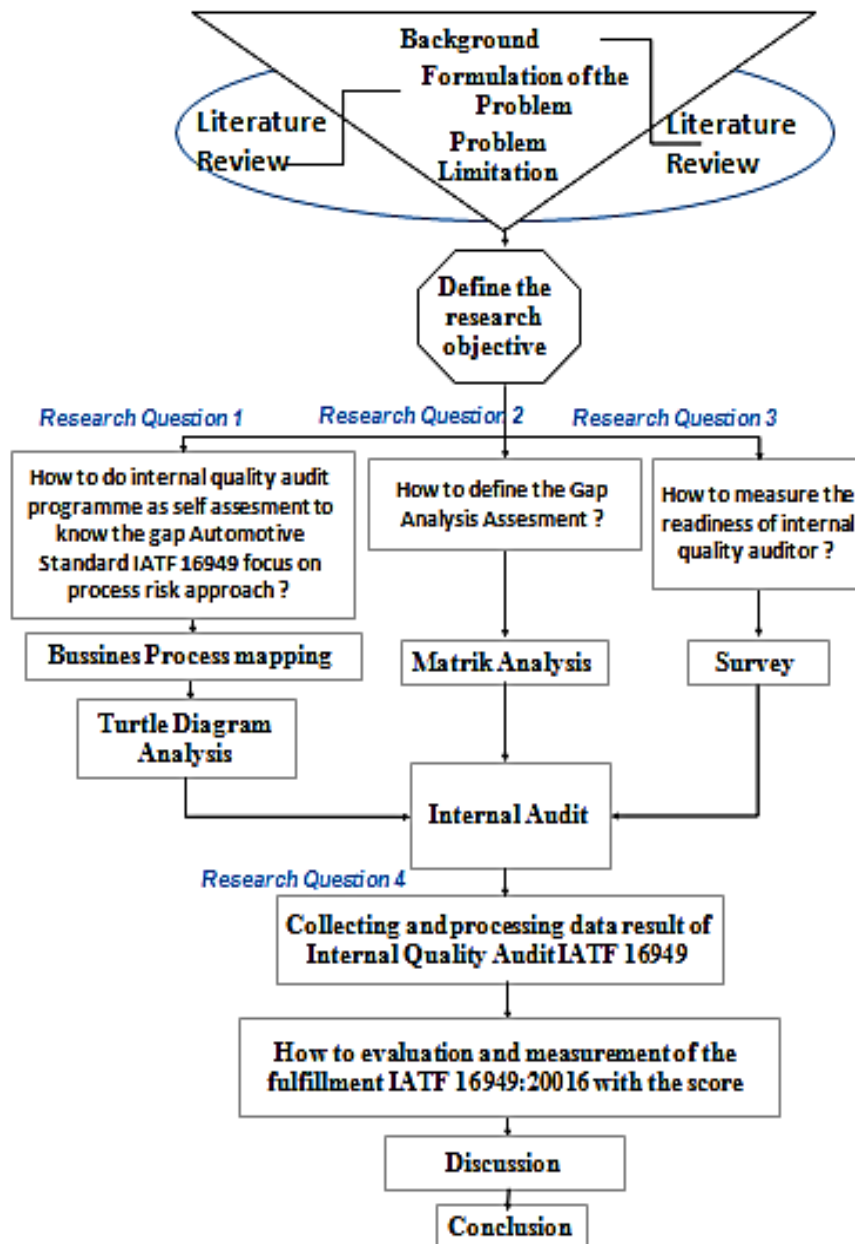 Background
Formulation of the
Problem
Problem
Limitation
Literature
Review
Literature
Review
Define the
research
objective
Research Question 1
Research Question 2
Research Question 3
How to do internal quality audit
programme as self assesment to
know the gap Automotive
Standard IATF 16949 focus on
process risk approach ?
How to define the Gap
Analysis Assesment ?
How to measure the
readiness of internal
quality auditor ?
Bussines Process mapping
Matrik Analysis
Survey
Turtle Diagram
Analysis
Internal Audit
Research Question 4
Collecting and processing data result of
Internal Quality Audit IATF 16949
How to evaluation and measurement of the
fulfillment IATF 16949:20016 with the score
Discussion
Conclusion